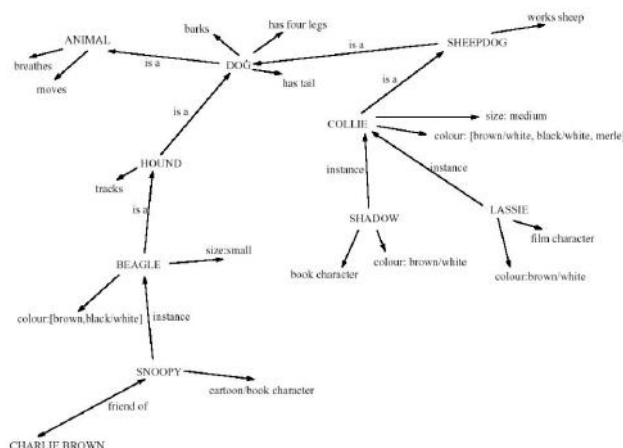 works sheep
has four legs
barks
ANIMAL
SHEEPDOG
is a
breathes
is a
DOG
moves
has tail
is a
is a
size: medium
COLLIE
colour: [brown/white, black/white, merle]
HOUND
instance
instance
tracks
is a
SHADOW
LASSIE
film character
size:small
BEAGLE
colour: brown/white
book character
colour:brown/white
colour:[brown,black/white]
instance
SNOOPY
cartoon/book character
friend of
CHARLIE BROWN